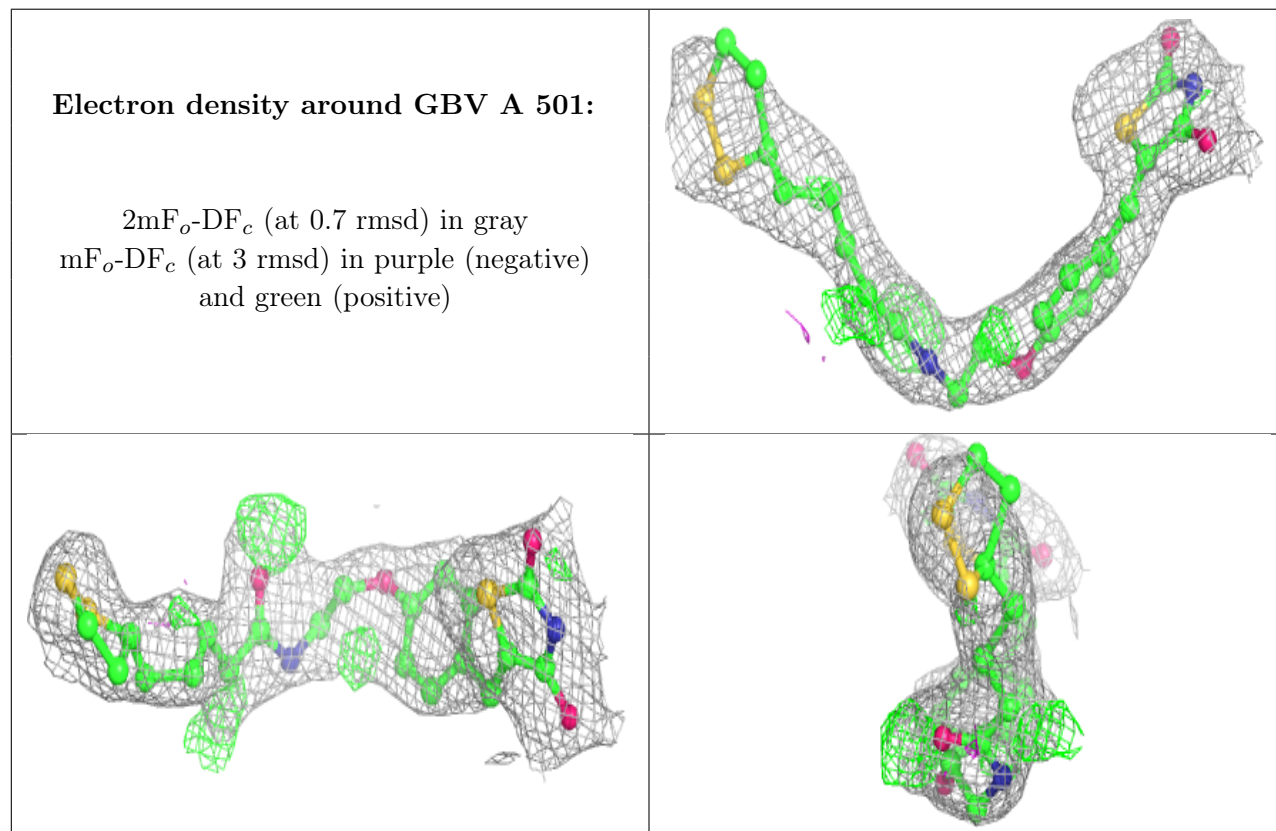 Electron density around GBV A 501:
2mFo-DFc (at 0.7 rmsd) in gray
mFo-DFc (at 3 rmsd) in purple (negative)
and green (positive)